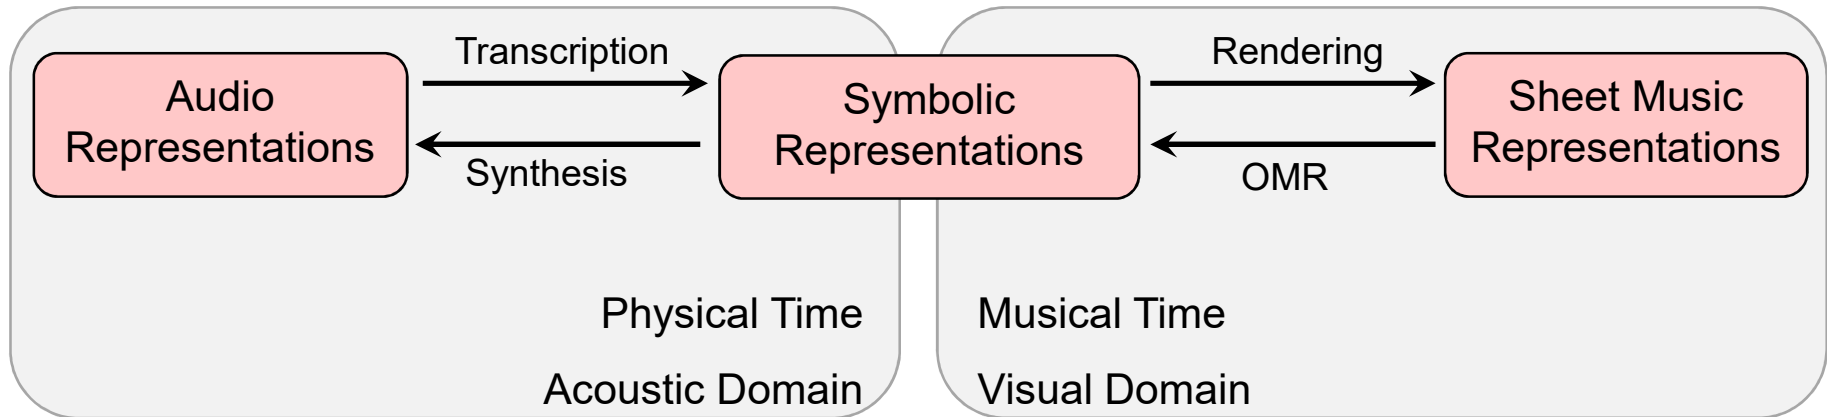 Audio
Representations
Transcription
Synthesis
Symbolic
Representations
Rendering
OMR
Sheet Music
Representations
Physical Time
Acoustic Domain
Musical Time
Visual Domain